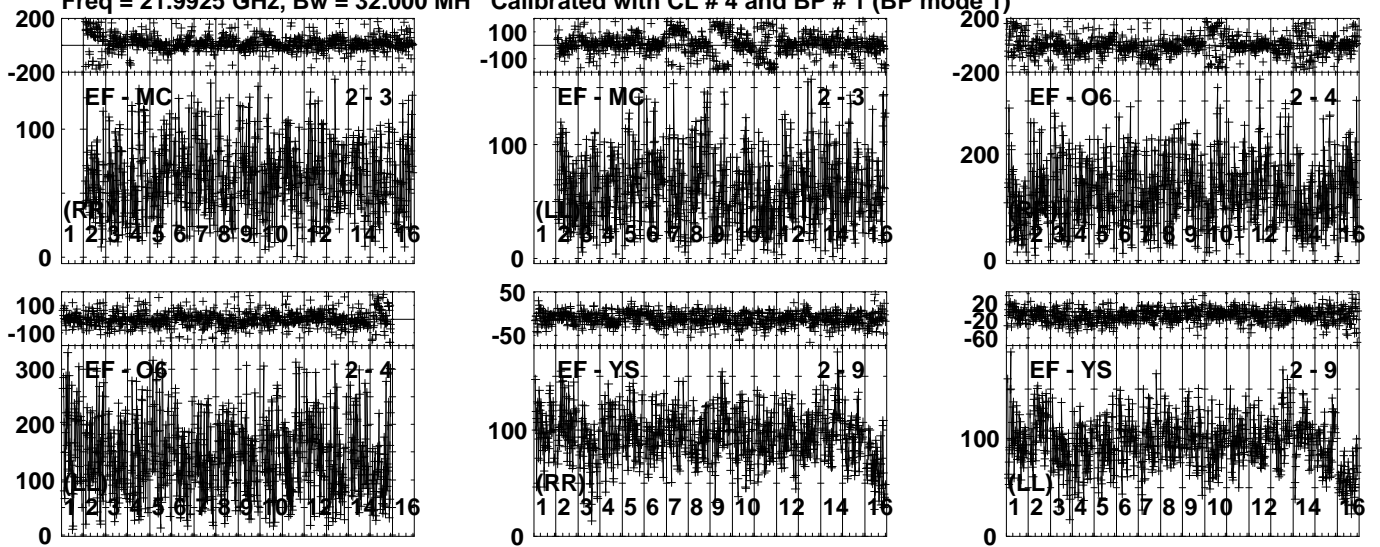 Freq = 21.9925 GHz, Bw = 32.000 MH Calibrated with CL # 4 and BP # 1 (BP mode 1)
200
-200
EF - MC 2 - 3
100
(RR)
1 2 3 4 5 6 7 8 9 10 12 14 16
0
100
-100
EF - MC 2 - 3
100
(LL)
1 2 3 4 5 6 7 8 9 10 12 14 16
0
200
-200
EF - O6 2 - 4
200
1 2 3 4 5 6 7 8 9 10 12 14 16
0
100
-100
300
EF - O6 2 - 4
200
100
(LL)
1 2 3 4 5 6 7 8 9 10 12 14 16
0
50
-50
EF - YS 2 - 9
100
(RR)
1 2 3 4 5 6 7 8 9 10 12 14 16
0
20
-20
-60
EF - YS 2 - 9
100
(LL)
1 2 3 4 5 6 7 8 9 10 12 14 16
0